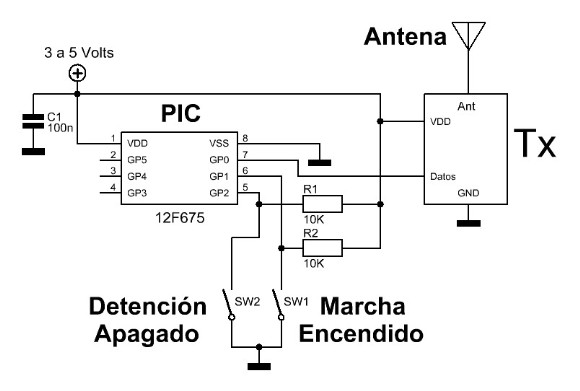 Antena
3 a 5 Volts
Ant
VDD
Tx
Datos
GND
C1
100n
PIC
1 VDD VSS 8
2 GP5 GP0 7
3 GP4 GP1 6
4 GP3 GP2 5
12F675
R1
10K
R2
10K
SW2
SW1
Detención
Apagado
Marcha
Encendido